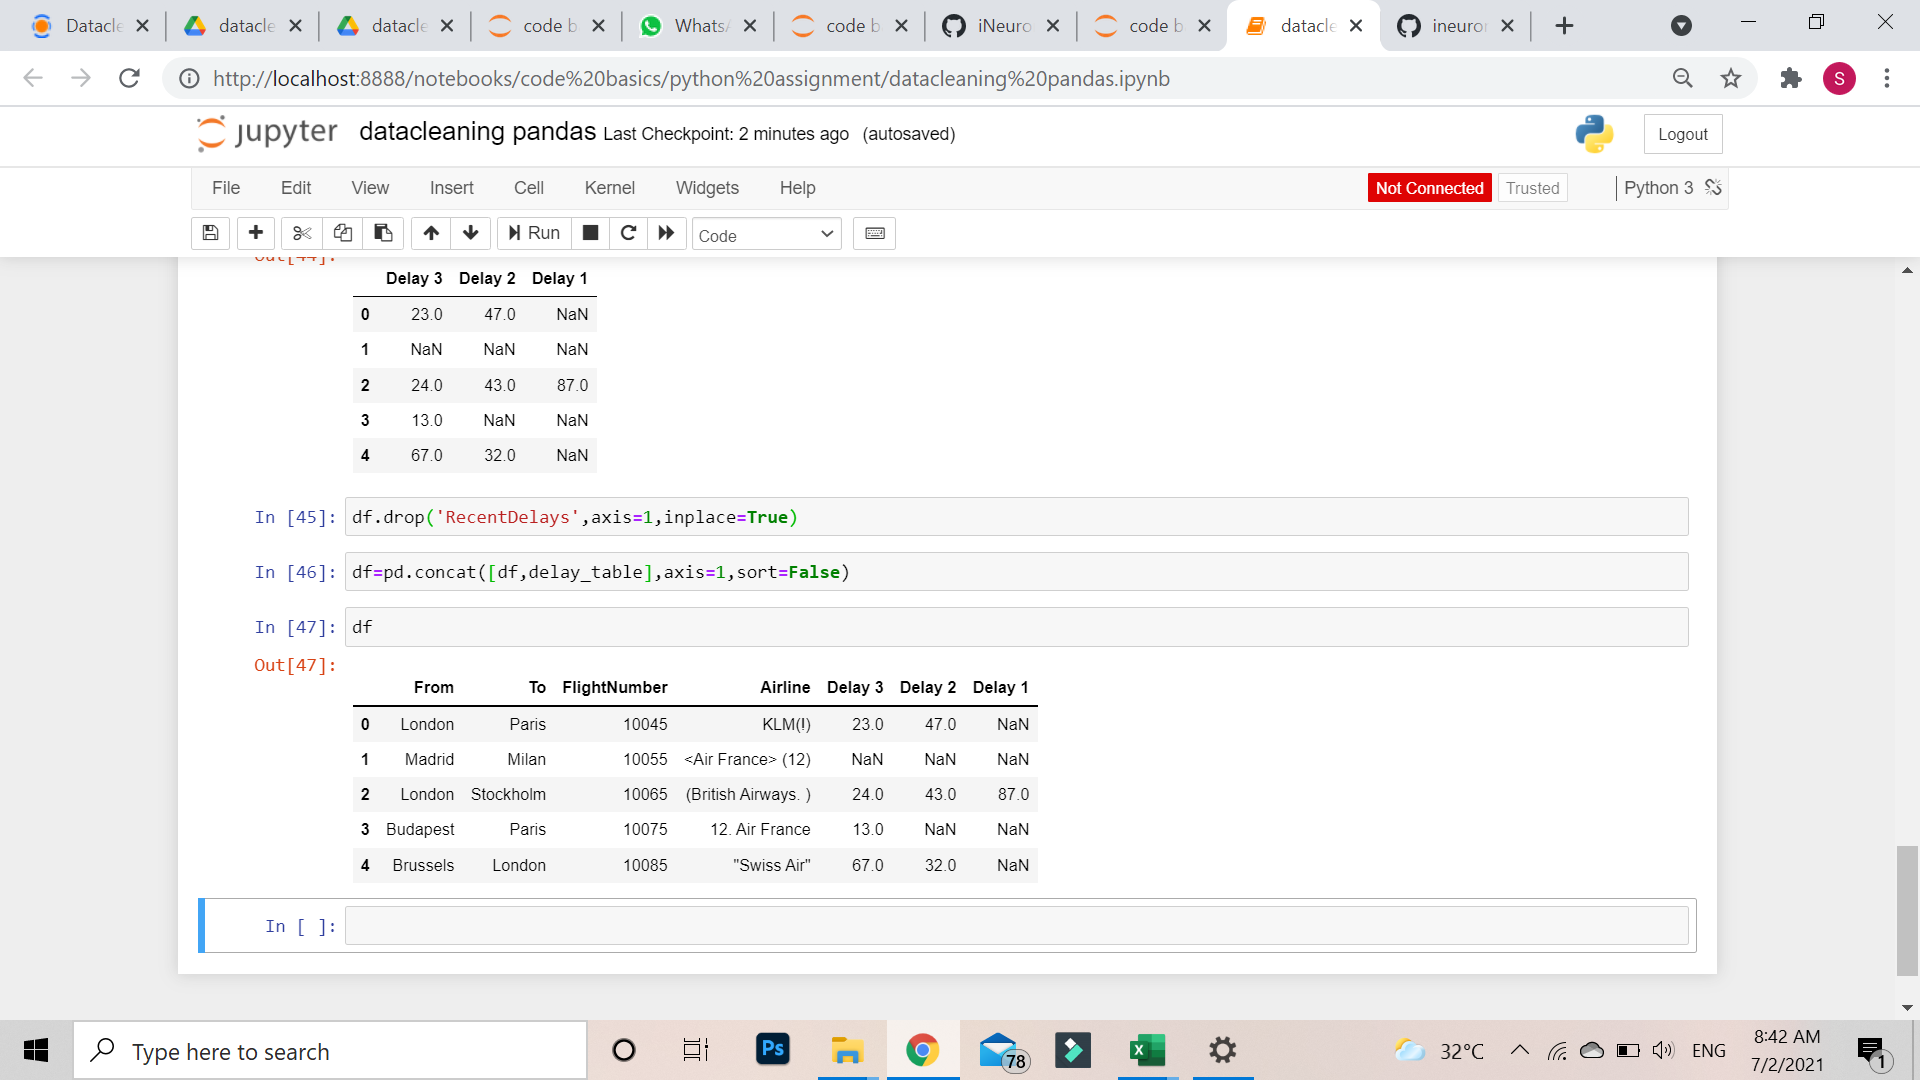 Datacle
datacle
datacle
code b
WhatsA
code b
iNeuro
code b
datacle
ineuron
http://localhost:8888/notebooks/code%20basics/python%20assignment/datacleaning%20pandas.ipynb
S
jupyter datacleaning pandas Last Checkpoint: 2 minutes ago (autosaved)
Logout
File Edit View Insert Cell Kernel Widgets Help
Not Connected Trusted Python 3
Run Code
Out[44]:
Delay 3 Delay 2 Delay 1
0 23.0 47.0 NaN
1 NaN NaN NaN
2 24.0 43.0 87.0
3 13.0 NaN NaN
4 67.0 32.0 NaN
In [45]: df.drop('RecentDelays',axis=1,inplace=True)
In [46]: df=pd.concat([df,delay_table],axis=1,sort=False)
In [47]: df
Out[47]:
From To FlightNumber Airline Delay 3 Delay 2 Delay 1
0 London Paris 10045 KLM(!) 23.0 47.0 NaN
1 Madrid Milan 10055 <Air France> (12) NaN NaN NaN
2 London Stockholm 10065 (British Airways. ) 24.0 43.0 87.0
3 Budapest Paris 10075 12. Air France 13.0 NaN NaN
4 Brussels London 10085 "Swiss Air" 67.0 32.0 NaN
In [ ]:
Type here to search
Ps
78
32°C
ENG
8:42 AM
7/2/2021
1